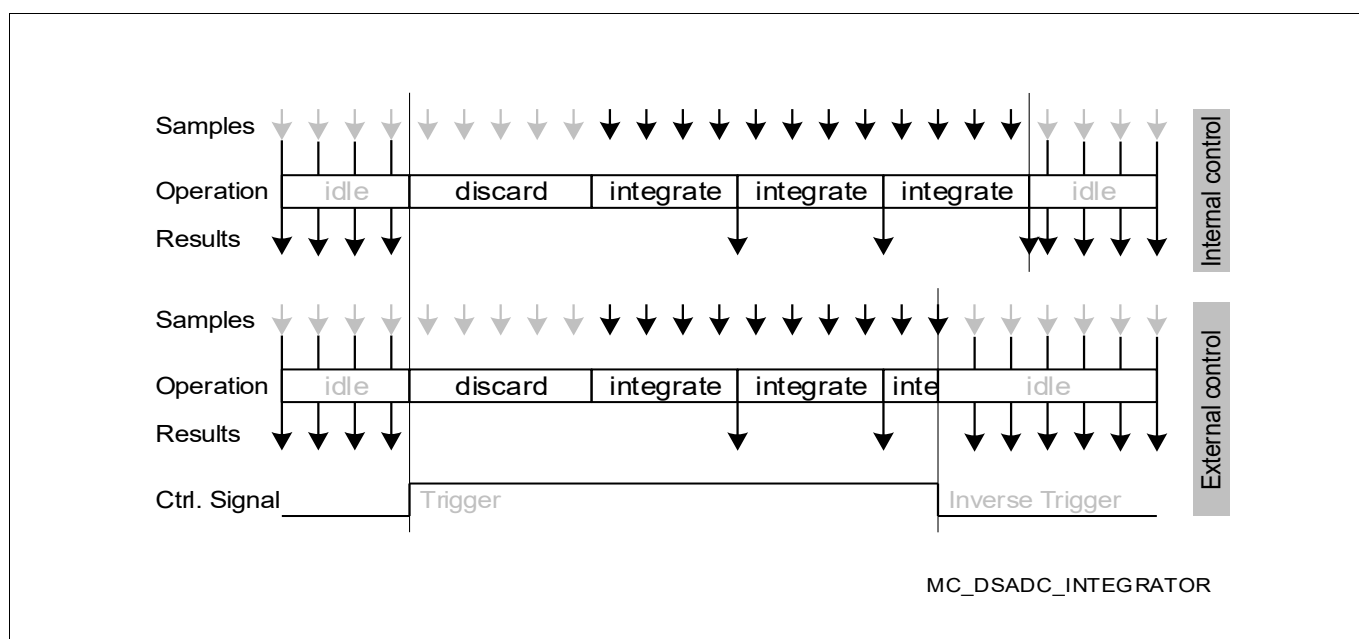 Samples
Operation idle discard integrate integrate integrate idle
Results
Internal control
Samples
Operation idle discard integrate integrate inte idle
Results
External control
Ctrl. Signal Trigger Inverse Trigger
MC_DSADC_INTEGRATOR